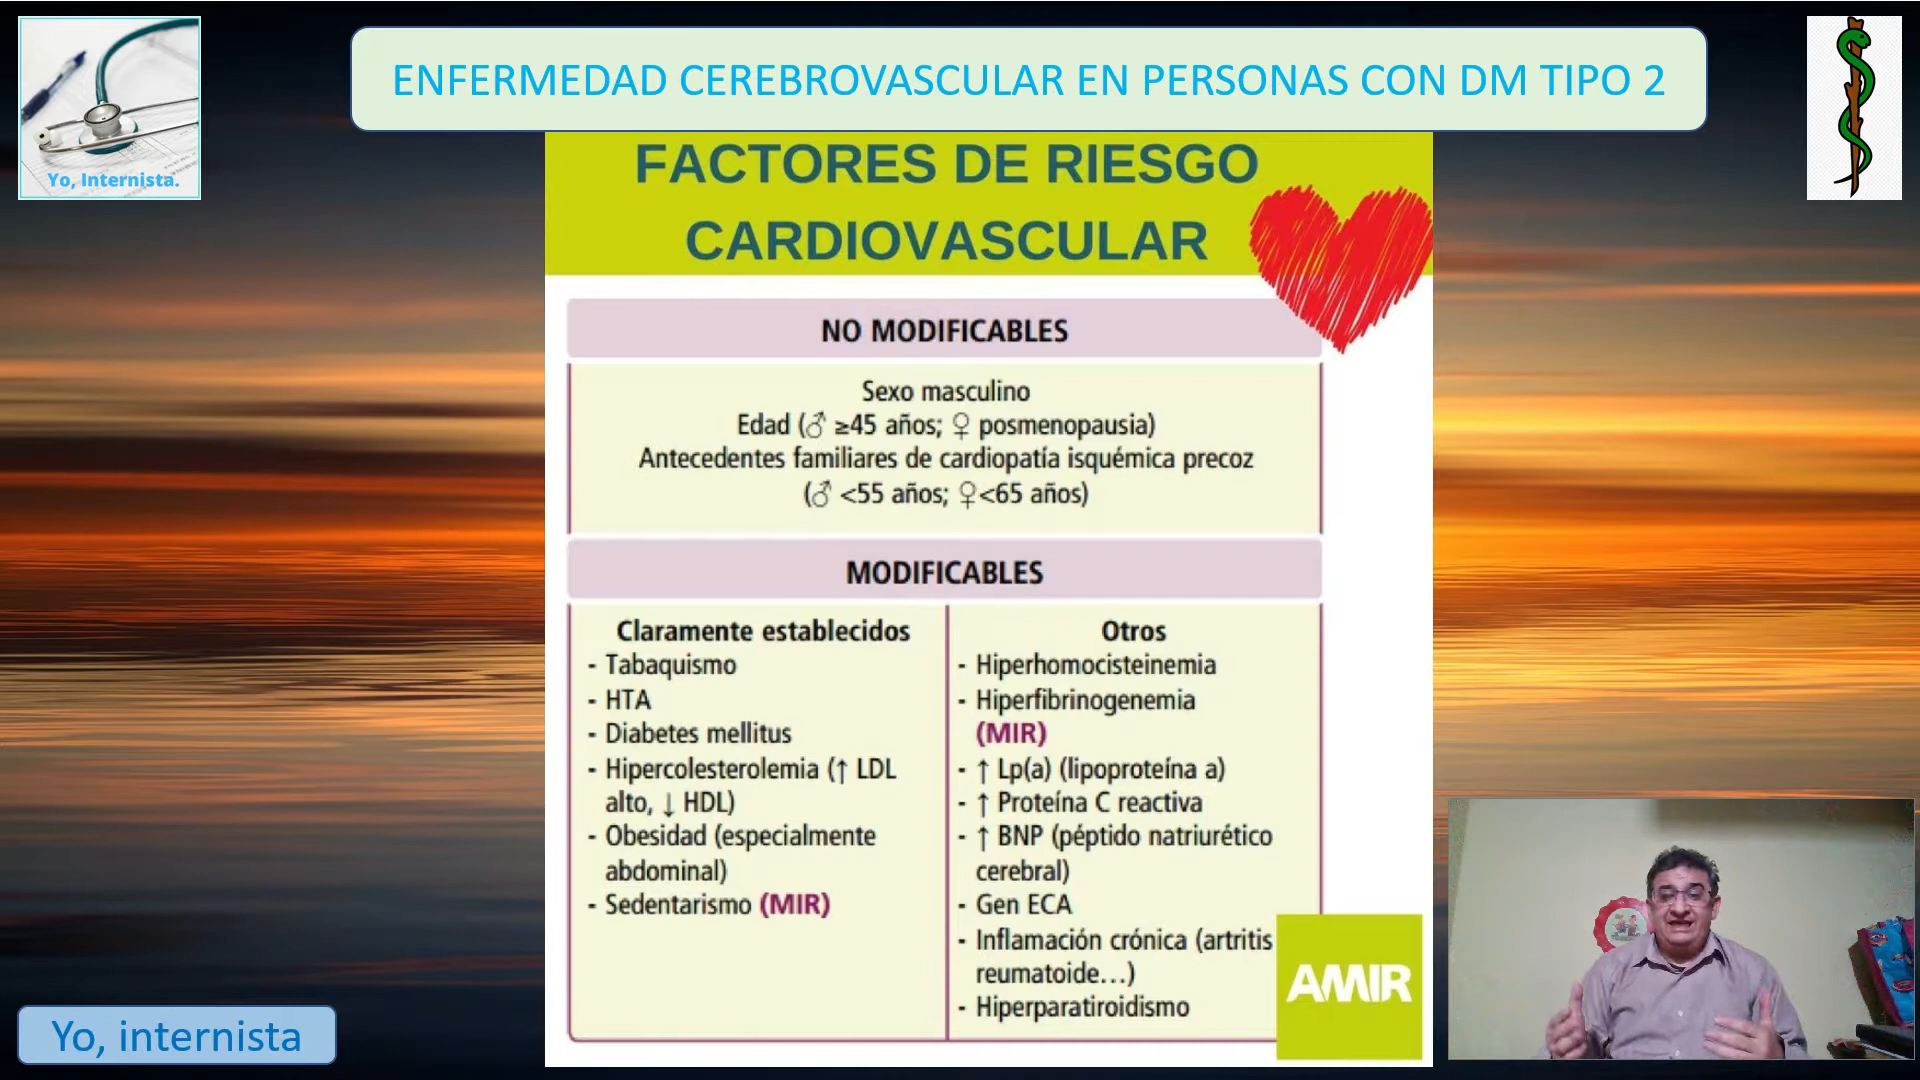 Yo, Internista.
ENFERMEDAD CEREBROVASCULAR EN PERSONAS CON DM TIPO 2
FACTORES DE RIESGO
CARDIOVASCULAR
NO MODIFICABLES
Sexo masculino
Edad (♂ ≥45 años; ♀ posmenopausia)
Antecedentes familiares de cardiopatía isquémica precoz
(♂ <55 años; ♀<65 años)
MODIFICABLES
Claramente establecidos
- Tabaquismo
- HTA
- Diabetes mellitus
- Hipercolesterolemia (↑ LDL
alto, ↓ HDL)
- Obesidad (especialmente
abdominal)
- Sedentarismo (MIR)
Otros
- Hiperhomocisteinemia
- Hiperfibrinogenemia
(MIR)
- ↑ Lp(a) (lipoproteína a)
- ↑ Proteína C reactiva
- ↑ BNP (péptido natriurético
cerebral)
- Gen ECA
- Inflamación crónica (artritis
reumatoide...)
- Hiperparatiroidismo
AMIR
Yo, internista